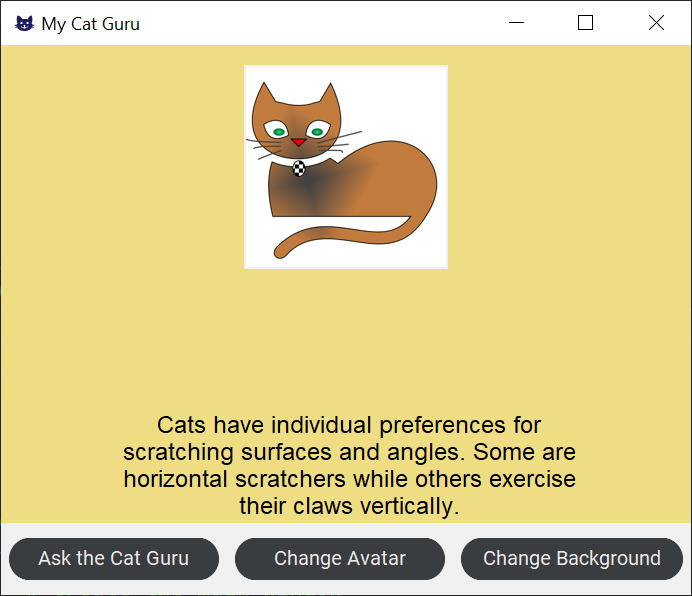 My Cat Guru
Cats have individual preferences for
scratching surfaces and angles. Some are
horizontal scratchers while others exercise
their claws vertically.
Ask the Cat Guru
Change Avatar
Change Background